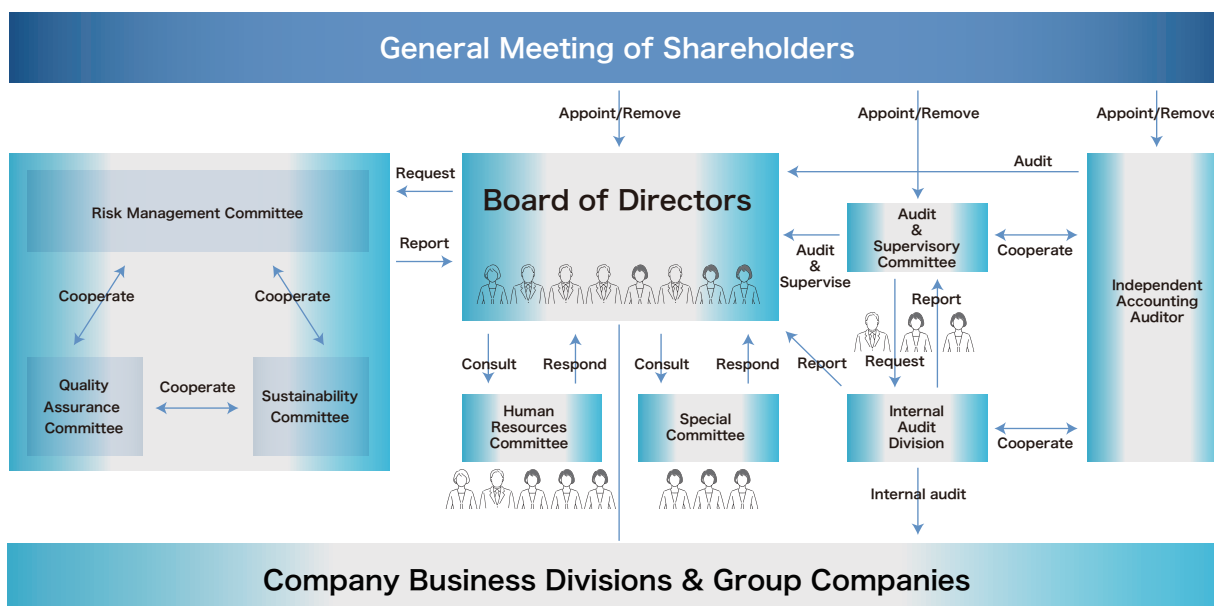 General Meeting of Shareholders
Appoint/Remove
Appoint/Remove
Appoint/Remove
Risk Management Committee
Cooperate
Cooperate
Quality
Assurance
Committee
Cooperate
Sustainability
Committee
Request
Report
Board of Directors
Audit
Audit
&
Supervise
Audit
&
Supervisory
Committee
Cooperate
Independent
Accounting
Auditor
Report
Request
Consult
Respond
Consult
Respond
Report
Human
Resources
Committee
Special
Committee
Internal
Audit
Division
Cooperate
Internal audit
Company Business Divisions & Group Companies